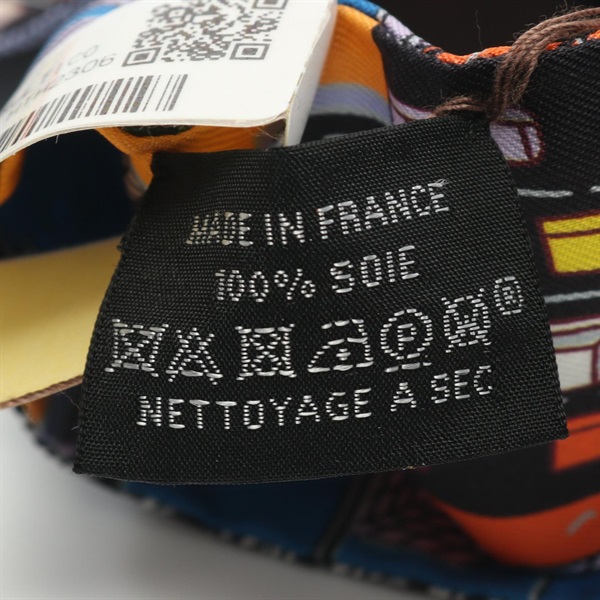 MADE IN FRANCE
100% SOIE
P
®
NETTOYAGE A SEC